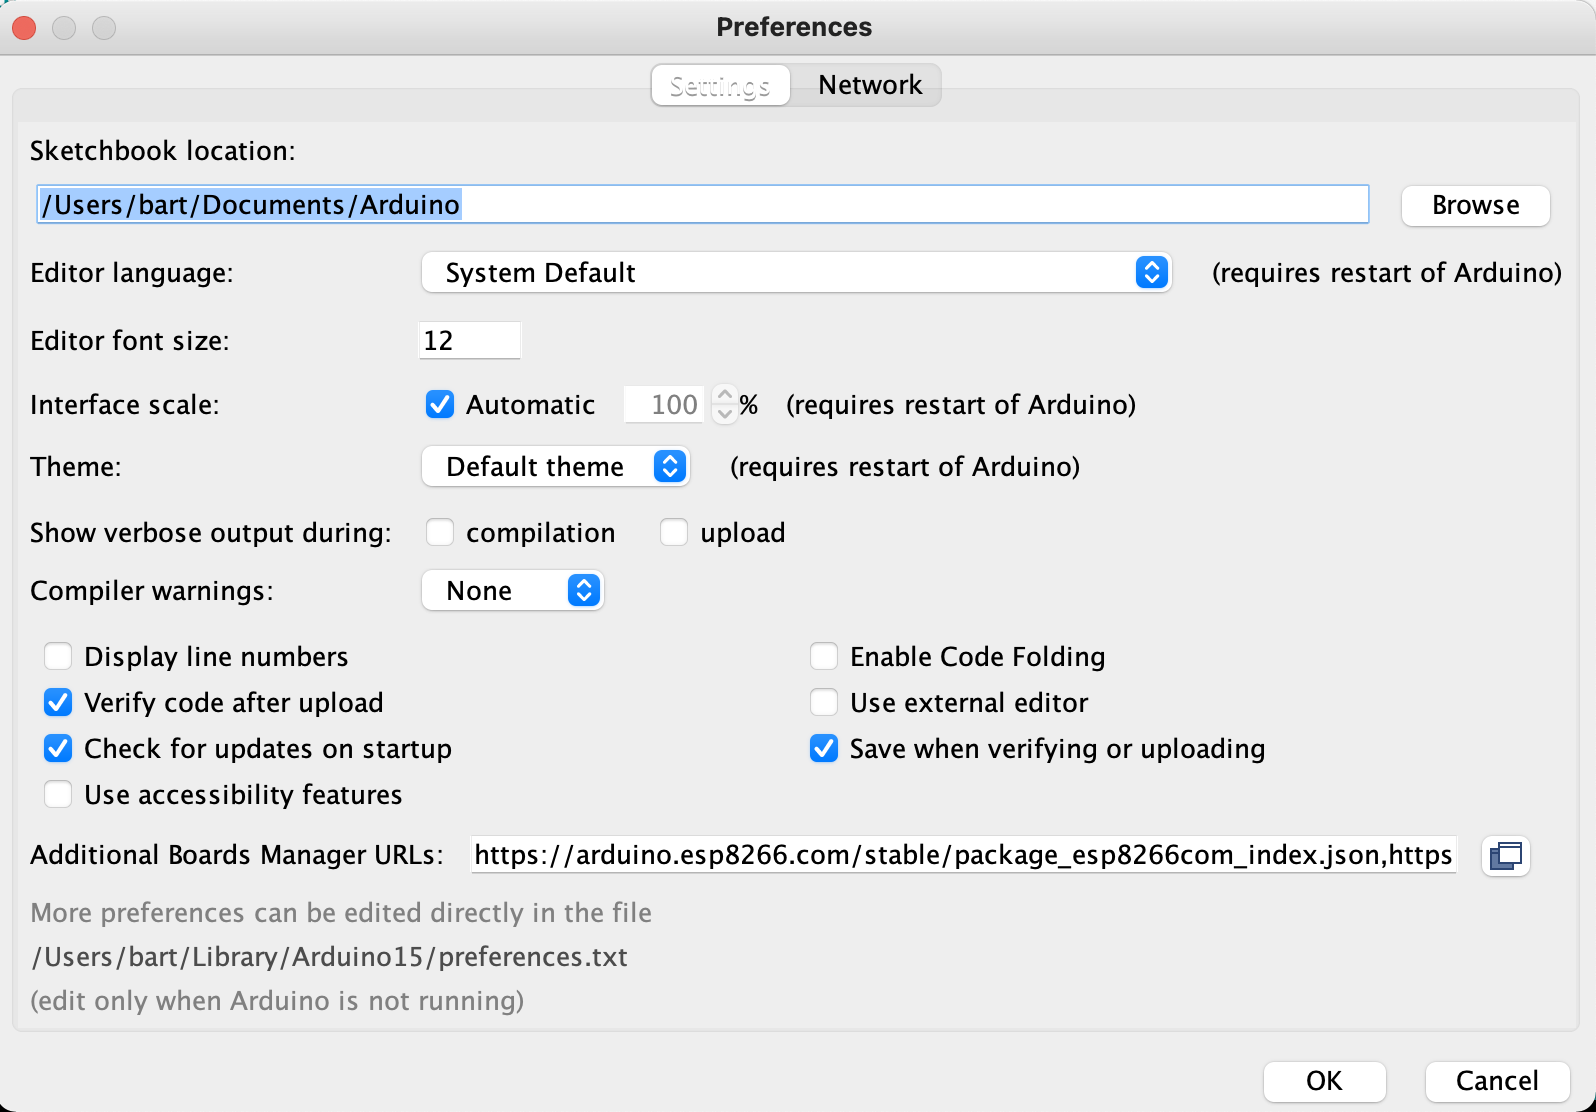 Preferences
Settings Network
Sketchbook location:
/Users/bart/Documents/Arduino Browse
Editor language: System Default (requires restart of Arduino)
Editor font size: 12
Interface scale: Automatic 100 % (requires restart of Arduino)
Theme: Default theme (requires restart of Arduino)
Show verbose output during: compilation upload
Compiler warnings: None
Display line numbers Enable Code Folding
Verify code after upload Use external editor
Check for updates on startup Save when verifying or uploading
Use accessibility features
Additional Boards Manager URLs: https://arduino.esp8266.com/stable/package_esp8266com_index.json,https
More preferences can be edited directly in the file
/Users/bart/Library/Arduino15/preferences.txt
(edit only when Arduino is not running)
OK Cancel